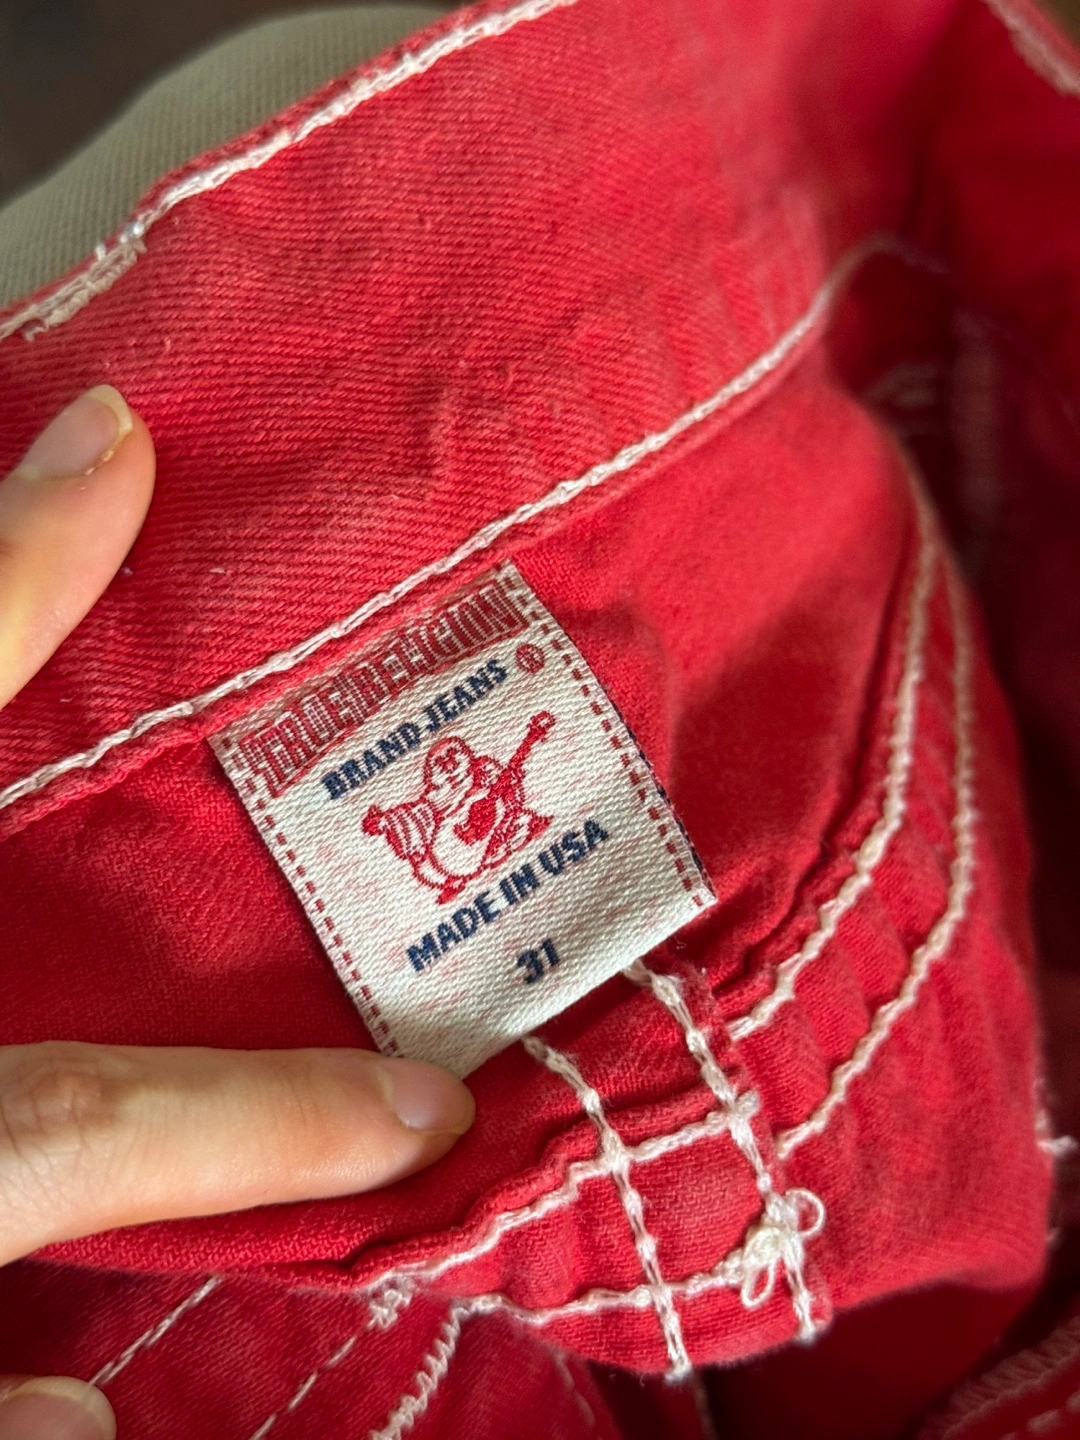 TRUE RELIGION
BRAND JEANS ®
MADE IN USA
31